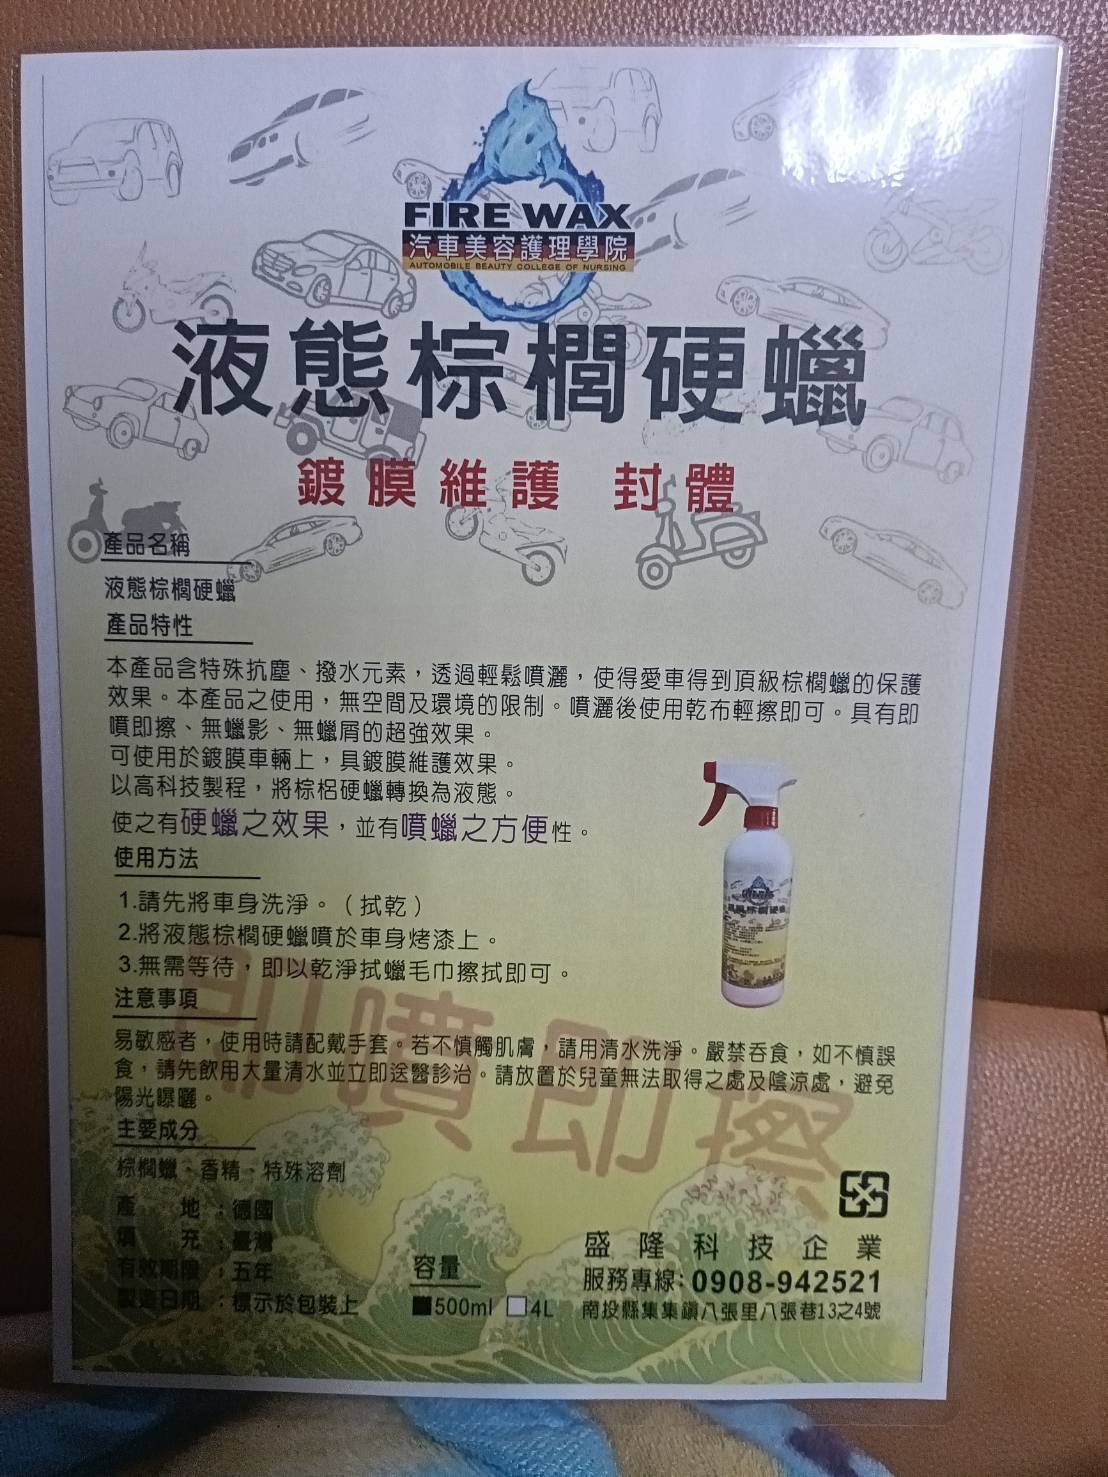 FIRE WAX
汽車美容護理學院
AUTOMOBILE BEAUTY COLLEGE OF NURSING
液態棕櫚硬蠟
鍍膜維護 封體
產品名稱
液態棕櫚硬蠟
產品特性
本產品含特殊抗塵、撥水元素，透過輕鬆噴灑，使得愛車得到頂級棕櫚蠟的保護
效果。本產品之使用，無空間及環境的限制。噴灑後使用乾布輕擦即可。具有即
噴即擦、無蠟影、無蠟屑的超強效果。
可使用於鍍膜車輛上，具鍍膜維護效果。
以高科技製程，將棕梠硬蠟轉換為液態。
使之有硬蠟之效果，並有噴蠟之方便性。
使用方法
1.請先將車身洗淨。（拭乾）
2.將液態棕櫚硬蠟噴於車身烤漆上。
3.無需等待，即以乾淨拭蠟毛巾擦拭即可。
注意事項
易敏感者，使用時請配戴手套。若不慎觸肌膚，請用清水洗淨。嚴禁吞食，如不慎誤
食，請先飲用大量清水並立即送醫診治。請放置於兒童無法取得之處及陰涼處，避免
陽光曝曬。
即噴即擦
主要成分
棕櫚蠟、香精、特殊溶劑
產 地：德國
填 充：臺灣
有效期限：五年
製造日期：標示於包裝上
容量
■500ml □4L
盛隆科技企業
服務專線:0908-942521
南投縣集集鎮八張里八張巷13之4號